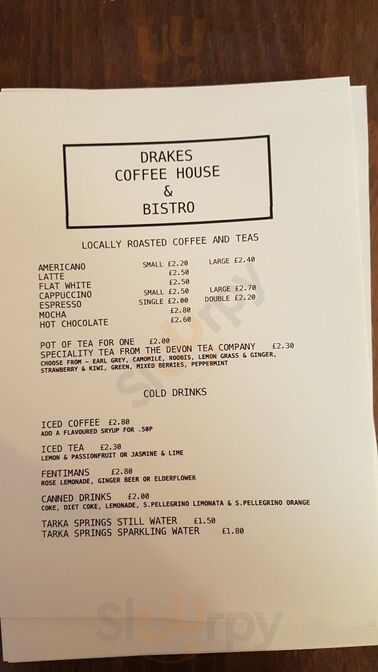 DRAKES
COFFEE HOUSE
&
BISTRO
LOCALLY ROASTED COFFEE AND TEAS
AMERICANO SMALL £2.20 LARGE £2.40
LATTE £2.50
FLAT WHITE £2.50
CAPPUCCINO SMALL £2.50 LARGE £2.70
ESPRESSO SINGLE £2.00 DOUBLE £2.20
MOCHA £2.80
HOT CHOCOLATE £2.60
POT OF TEA FOR ONE £2.00
SPECIALITY TEA FROM THE DEVON TEA COMPANY £2.30
CHOOSE FROM - EARL GREY, CAMOMILE, ROOBIS, LEMON GRASS & GINGER,
STRAWBERRY & KIWI, GREEN, MIXED BERRIES, PEPPERMINT
COLD DRINKS
ICED COFFEE £2.80
ADD A FLAVOURED SRYUP FOR .50P
ICED TEA £2.30
LEMON & PASSIONFRUIT OR JASMINE & LIME
FENTIMANS £2.80
ROSE LEMONADE, GINGER BEER OR ELDERFLOWER
CANNED DRINKS £2.00
COKE, DIET COKE, LEMONADE, S.PELLEGRINO LIMONATA & S.PELLEGRINO ORANGE
TARKA SPRINGS STILL WATER £1.50
TARKA SPRINGS SPARKLING WATER £1.80
Sluurpy